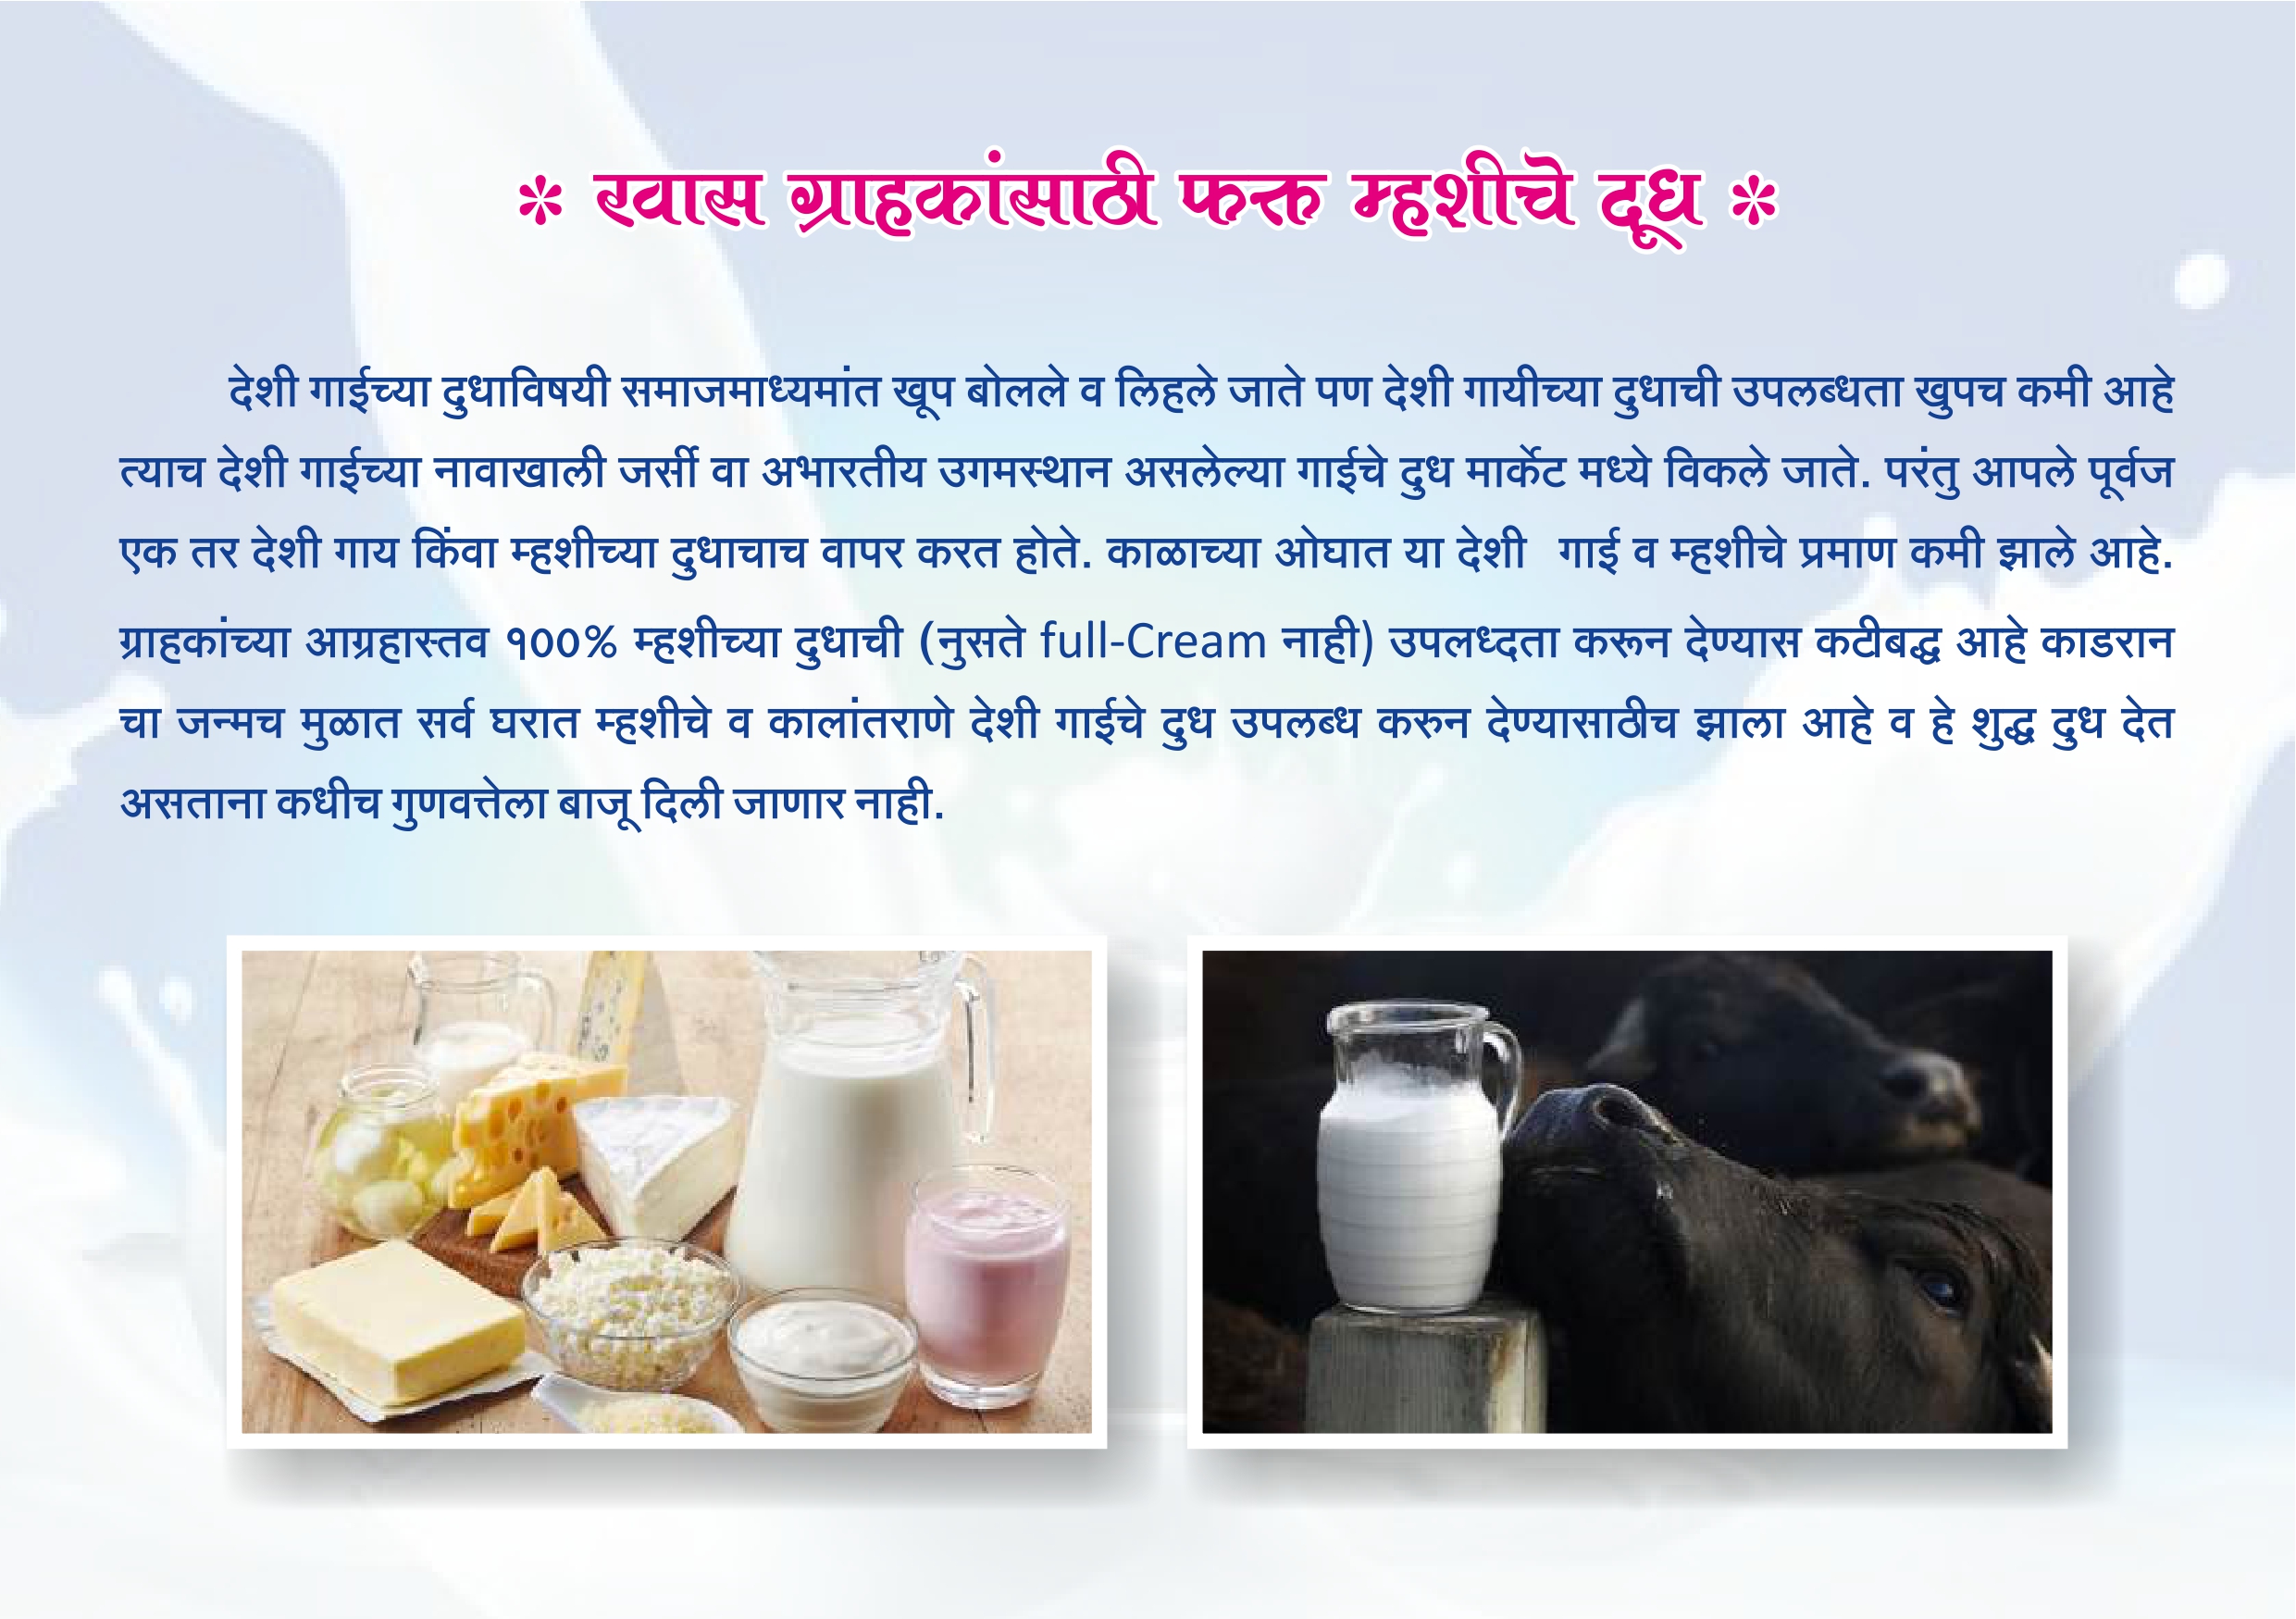 * खास ग्राहकांसाठी फक्त म्हशीचे दूध *
देशी गाईच्या दुधाविषयी समाजमाध्यमांत खूप बोलले व लिहले जाते पण देशी गायीच्या दुधाची उपलब्धता खुपच कमी आहे
त्याच देशी गाईच्या नावाखाली जर्सी वा अभारतीय उगमस्थान असलेल्या गाईचे दुध मार्केट मध्ये विकले जाते. परंतु आपले पूर्वज
एक तर देशी गाय किंवा म्हशीच्या दुधाचाच वापर करत होते. काळाच्या ओघात या देशी गाई व म्हशीचे प्रमाण कमी झाले आहे.
ग्राहकांच्या आग्रहास्तव १००% म्हशीच्या दुधाची (नुसते full-Cream नाही) उपलध्दता करून देण्यास कटीबद्ध आहे काडरान
चा जन्मच मुळात सर्व घरात म्हशीचे व कालांतराणे देशी गाईचे दुध उपलब्ध करुन देण्यासाठीच झाला आहे व हे शुद्ध दुध देत
असताना कधीच गुणवत्तेला बाजू दिली जाणार नाही.